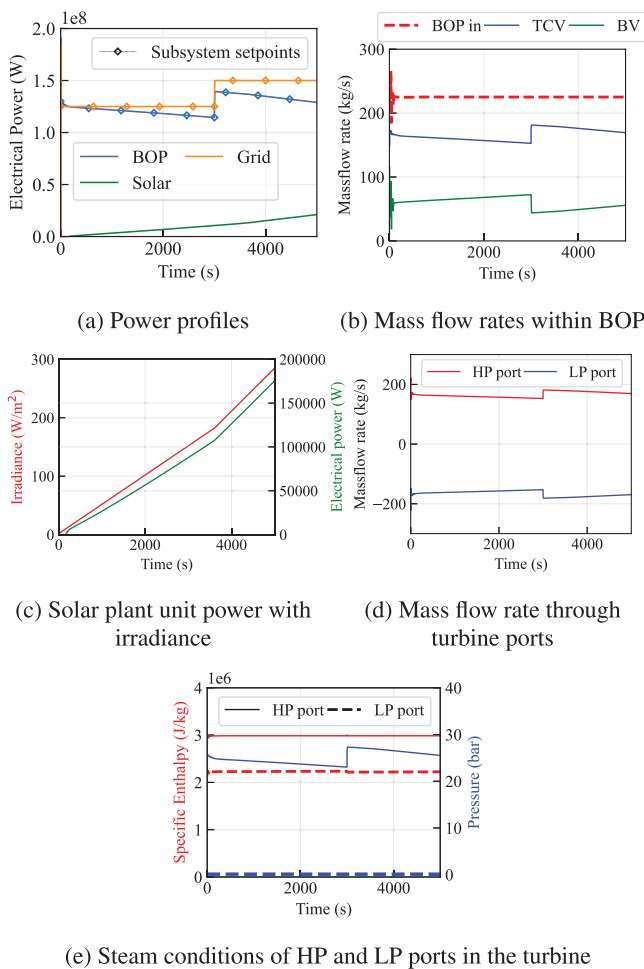 1e8
2.0
1.5
1.0
0.5
0.0
Electrical Power (W)
Subsystem setpoints
BOP Grid
Solar
0 2000 4000
Time (s)
(a) Power profiles
BOP in TCV BV
300
200
100
0
Massflow rate (kg/s)
0 2000 4000
Time (s)
(b) Mass flow rates within BOP
300
200
100
0
Irradiance (W/m²)
200000
150000
100000
50000
0
Electrical power (W)
0 2000 4000
Time (s)
(c) Solar plant unit power with
irradiance
HP port LP port
200
0
−200
Massflow rate (kg/s)
0 2000 4000
Time (s)
(d) Mass flow rate through
turbine ports
1e6
4
3
2
1
0
Specific Enthalpy (J/kg)
HP port LP port
40
30
20
10
0
Pressure (bar)
0 2000 4000
Time (s)
(e) Steam conditions of HP and LP ports in the turbine